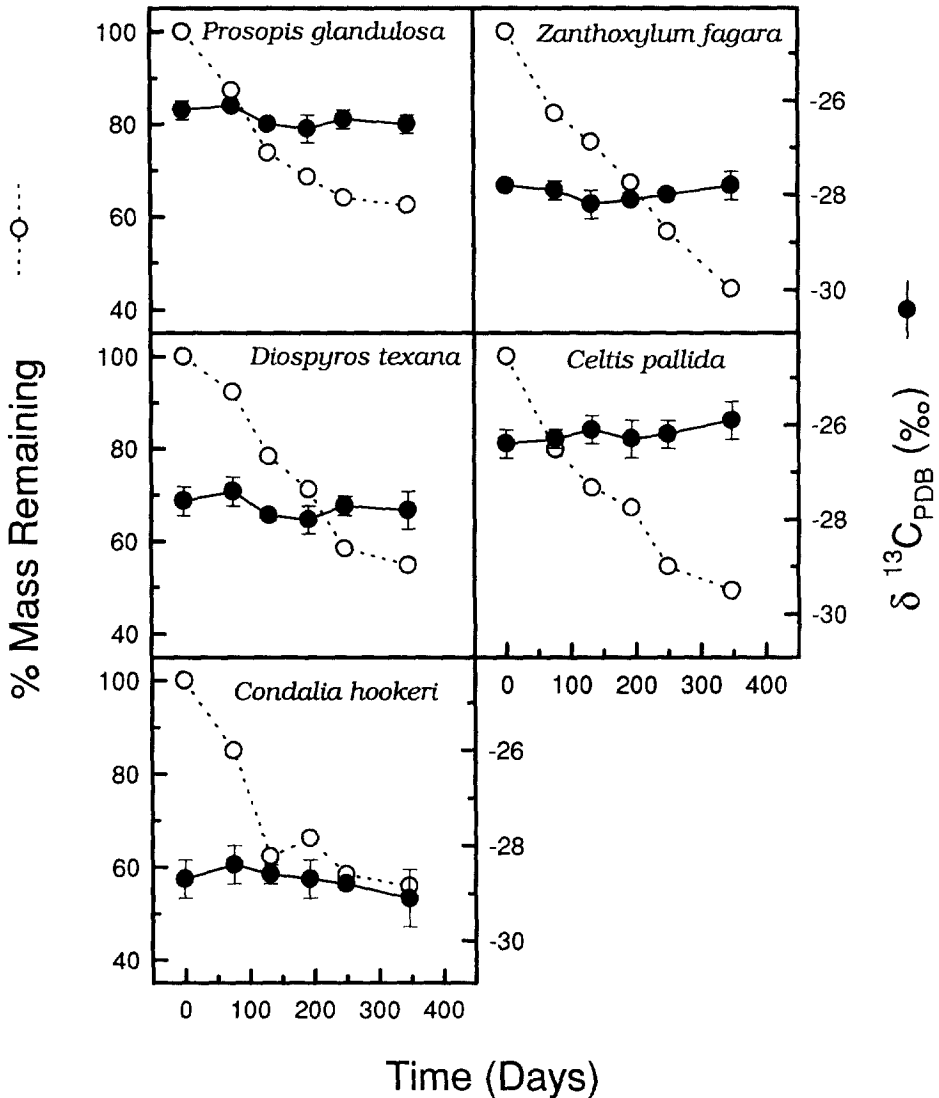 % Mass Remaining
100
80
60
40
Prosopis glandulosa
Zanthoxylum fagara
-26
-28
-30
100
80
60
40
Diospyros texana
Celtis pallida
-26
-28
-30
0 100 200 300 400
100
80
60
40
Condalia hookeri
-26
-28
-30
0 100 200 300 400
δ ¹³C_PDB (‰)
Time (Days)